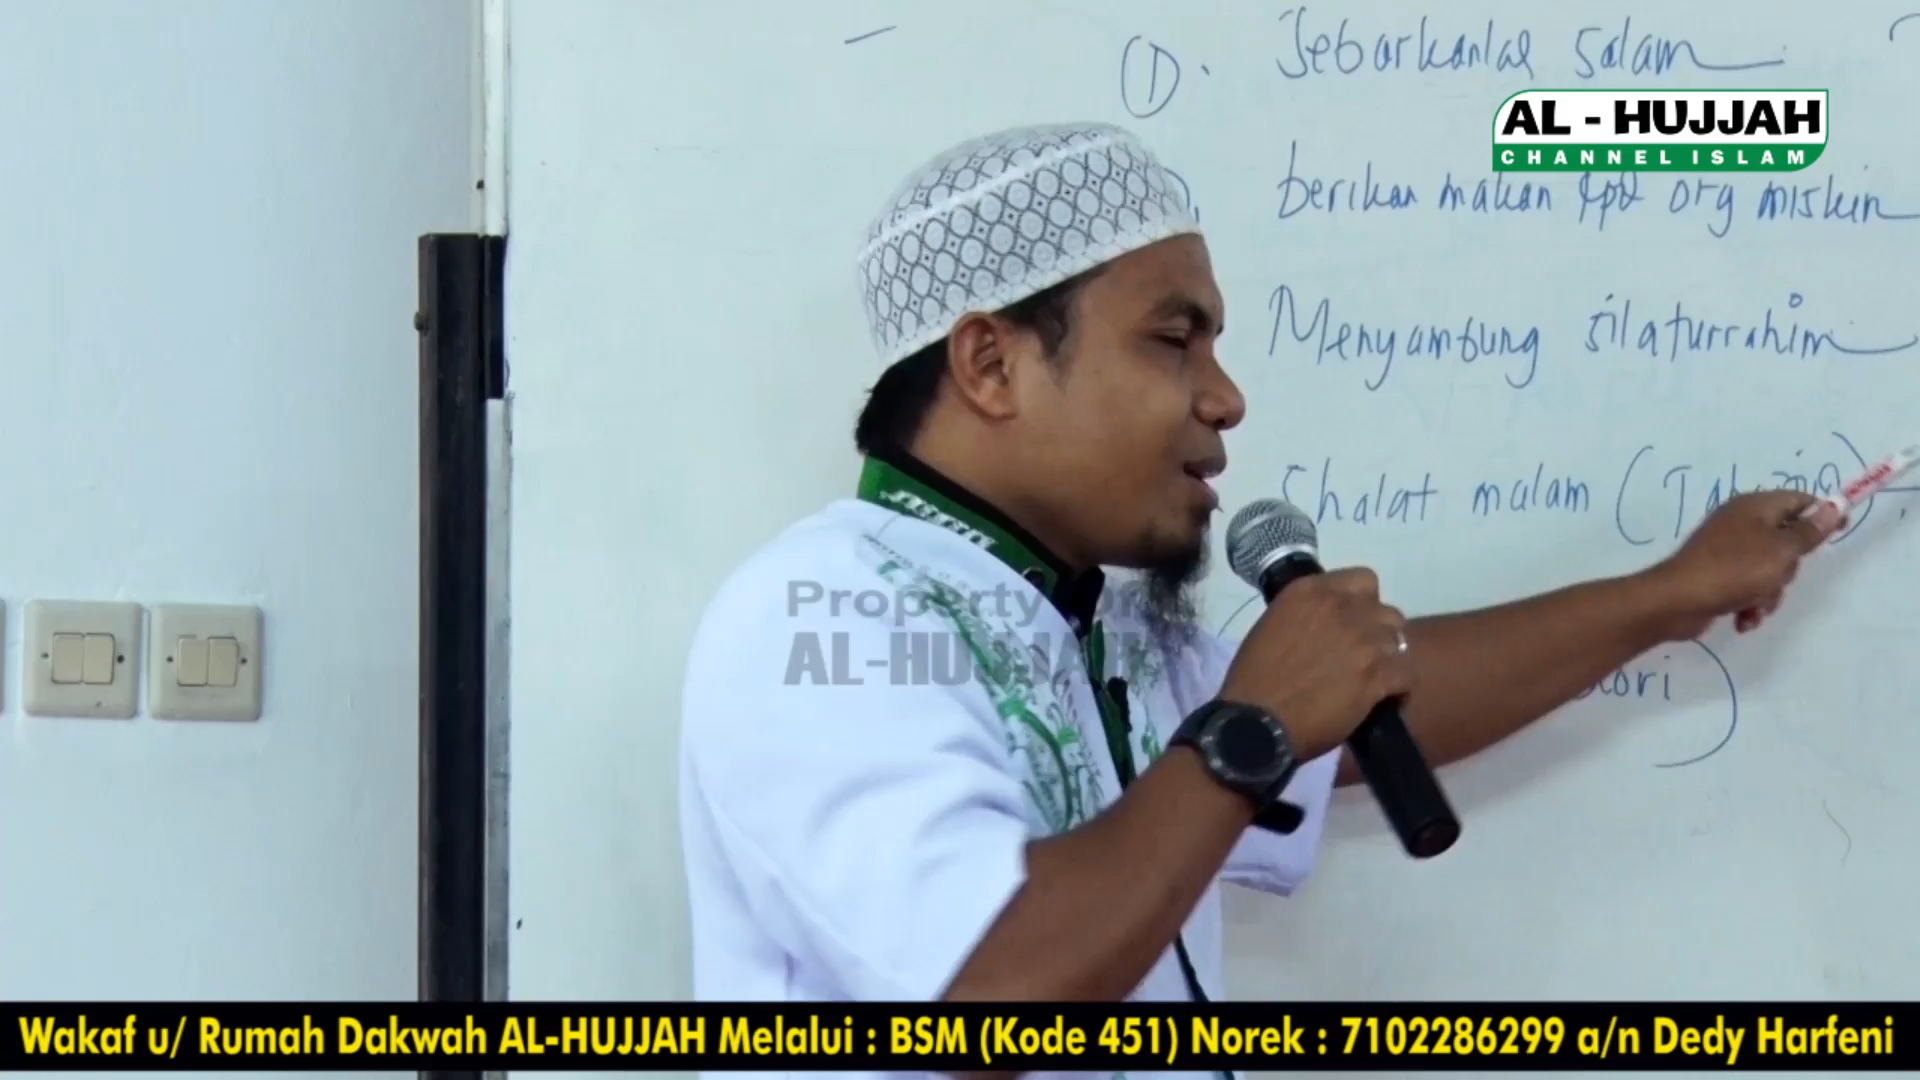 ①. Sebarkanlah Salam
AL - HUJJAH
CHANNEL ISLAM
berikan makan kpd org miskin
Menyambung silaturrahim
Shalat malam (
Property
AL-HUJJAH
Wakaf u/ Rumah Dakwah AL-HUJJAH Melalui : BSM (Kode 451) Norek : 7102286299 a/n Dedy Harfeni